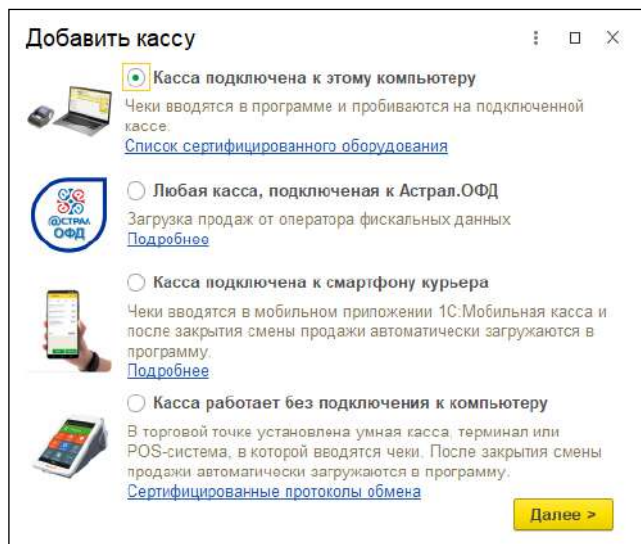 Добавить кассу
Касса подключена к этому компьютеру
Чеки вводятся в программе и пробиваются на подключенной
кассе.
Список сертифицированного оборудования
АСТРАЛ
ОФД
Любая касса, подключеная к Астрал.ОФД
Загрузка продаж от оператора фискальных данных
Подробнее
Касса подключена к смартфону курьера
Чеки вводятся в мобильном приложении 1С:Мобильная касса и
после закрытия смены продажи автоматически загружаются в
программу.
Подробнее
Касса работает без подключения к компьютеру
В торговой точке установлена умная касса, терминал или
POS-система, в которой вводятся чеки. После закрытия смены
продажи автоматически загружаются в программу.
Сертифицированные протоколы обмена
Далее >